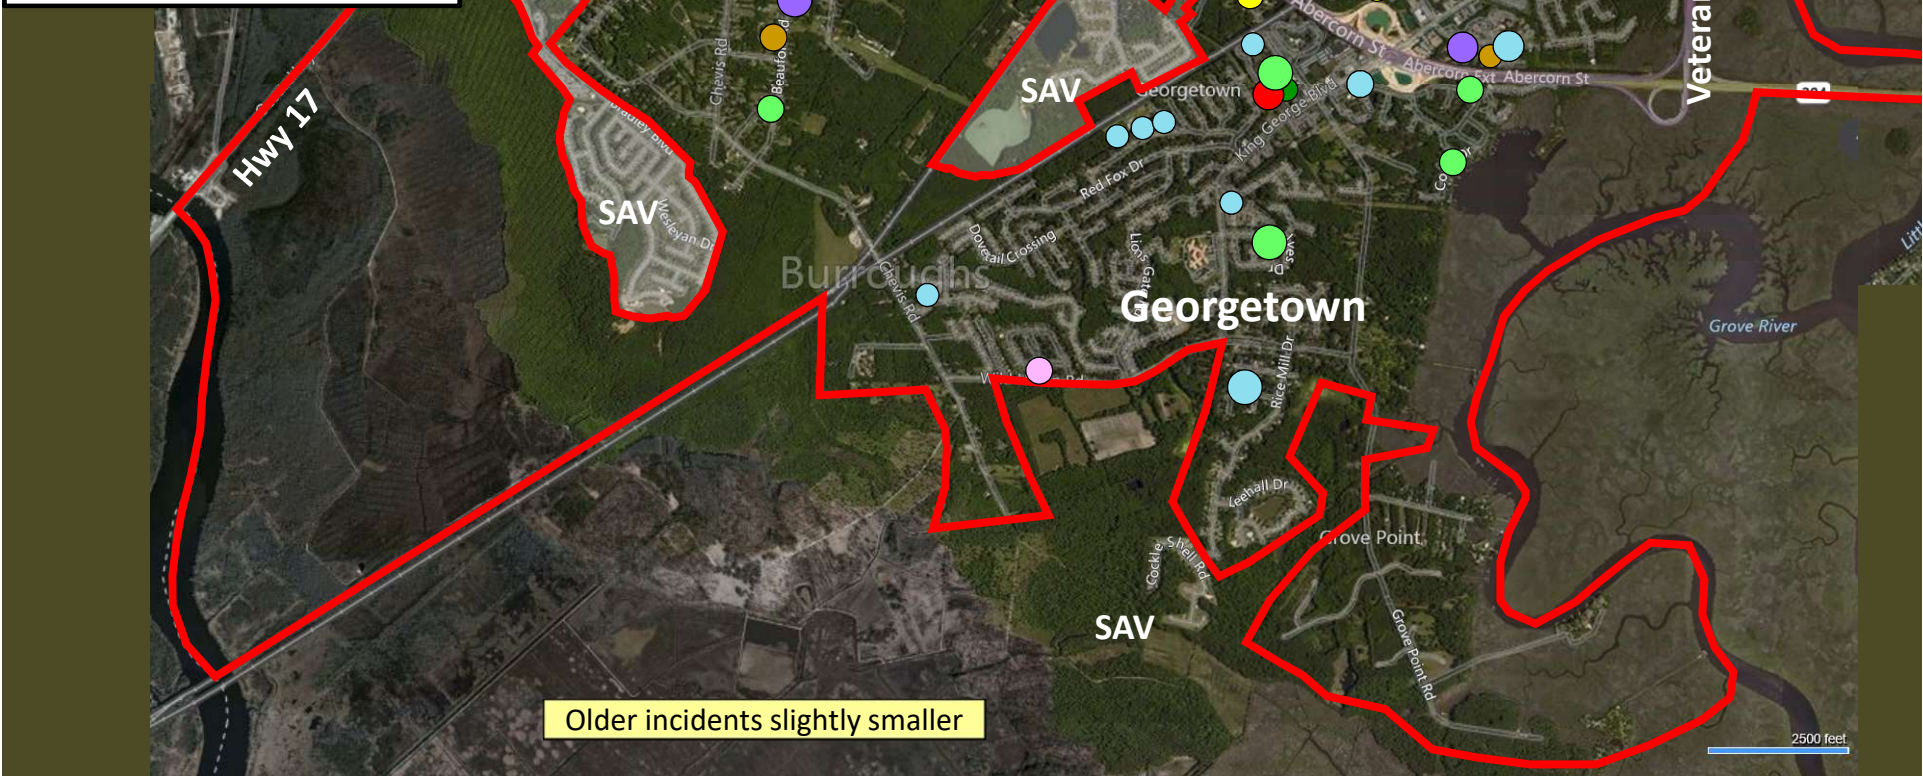 Abercorn St
Abercorn Ext
Abercorn St
Veteran
Chevis Rd
Hwy 17
SAV
Georgetown
King George Blvd
Bradley Blvd
Red Fox Dr
SAV
Wesleyan Dr
Dovetail Crossing
Burroughs
Chevis Rd
Georgetown
Grove River
Rice Mill Dr
Leehall Dr
Grove Point
Cockle
Shell Rd
SAV
Grove Point Rd
Older incidents slightly smaller
2500 feet